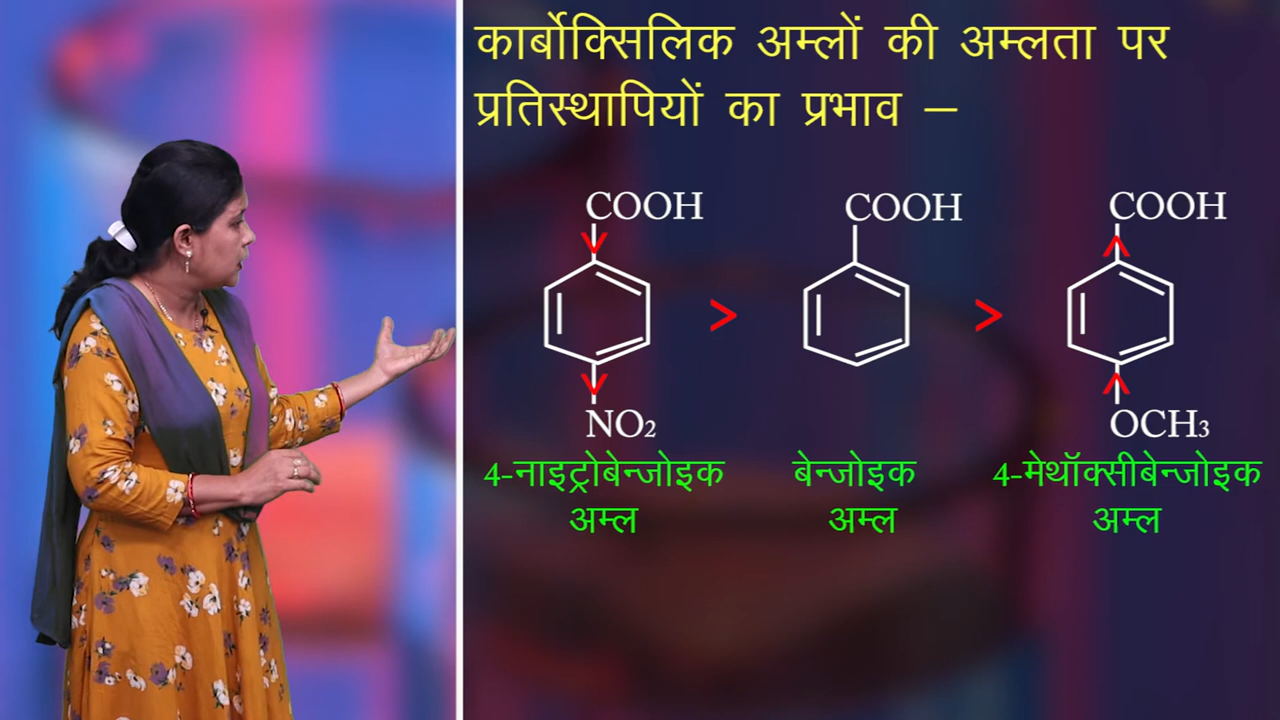 कार्बोक्सिलिक अम्लों की अम्लता पर
प्रतिस्थापियों का प्रभाव –
COOH COOH COOH
> >
NO₂ OCH₃
4-नाइट्रोबेन्जोइक बेन्जोइक 4-मेथॉक्सीबेन्जोइक
अम्ल अम्ल अम्ल